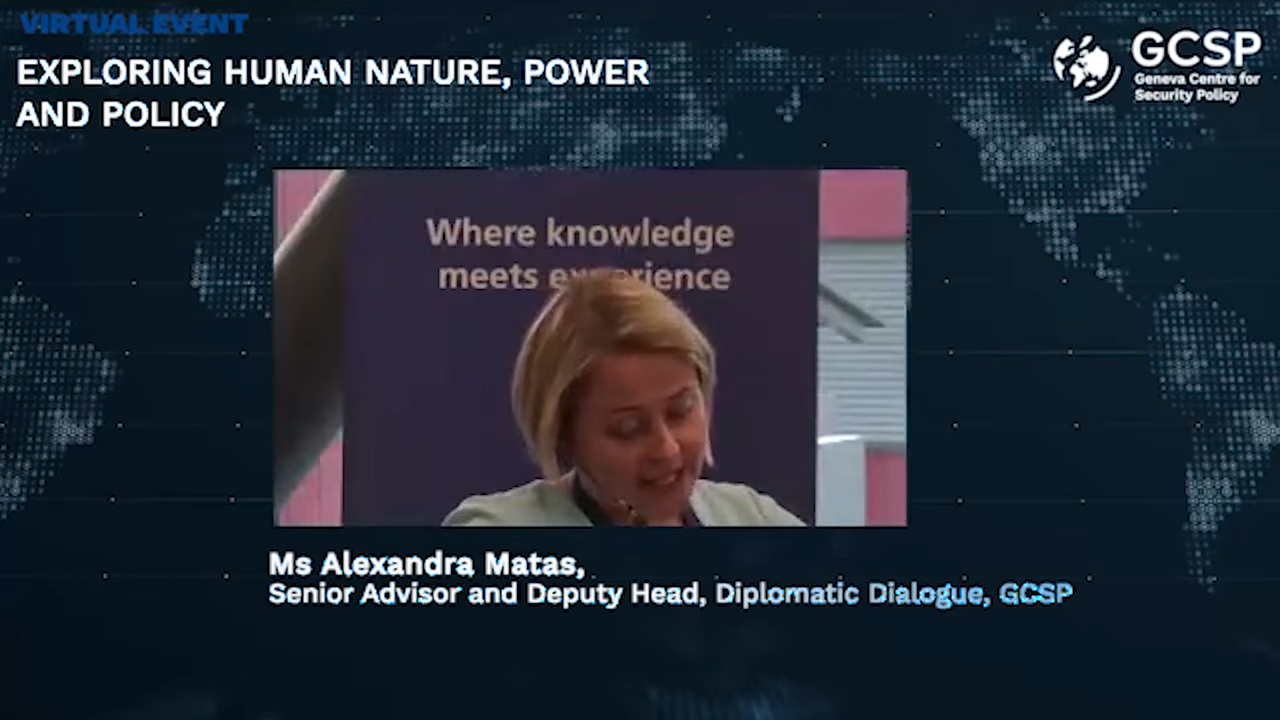 VIRTUAL EVENT
EXPLORING HUMAN NATURE, POWER
AND POLICY
GCSP
Geneva Centre for
Security Policy
Where knowledge
meets experience
Ms Alexandra Matas,
Senior Advisor and Deputy Head, Diplomatic Dialogue, GCSP